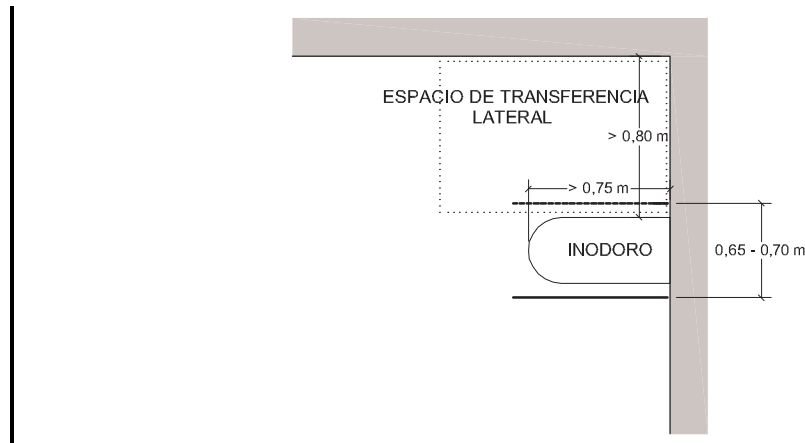 ESPACIO DE TRANSFERENCIA
LATERAL
> 0,80 m
> 0,75 m
INODORO
0,65 - 0,70 m